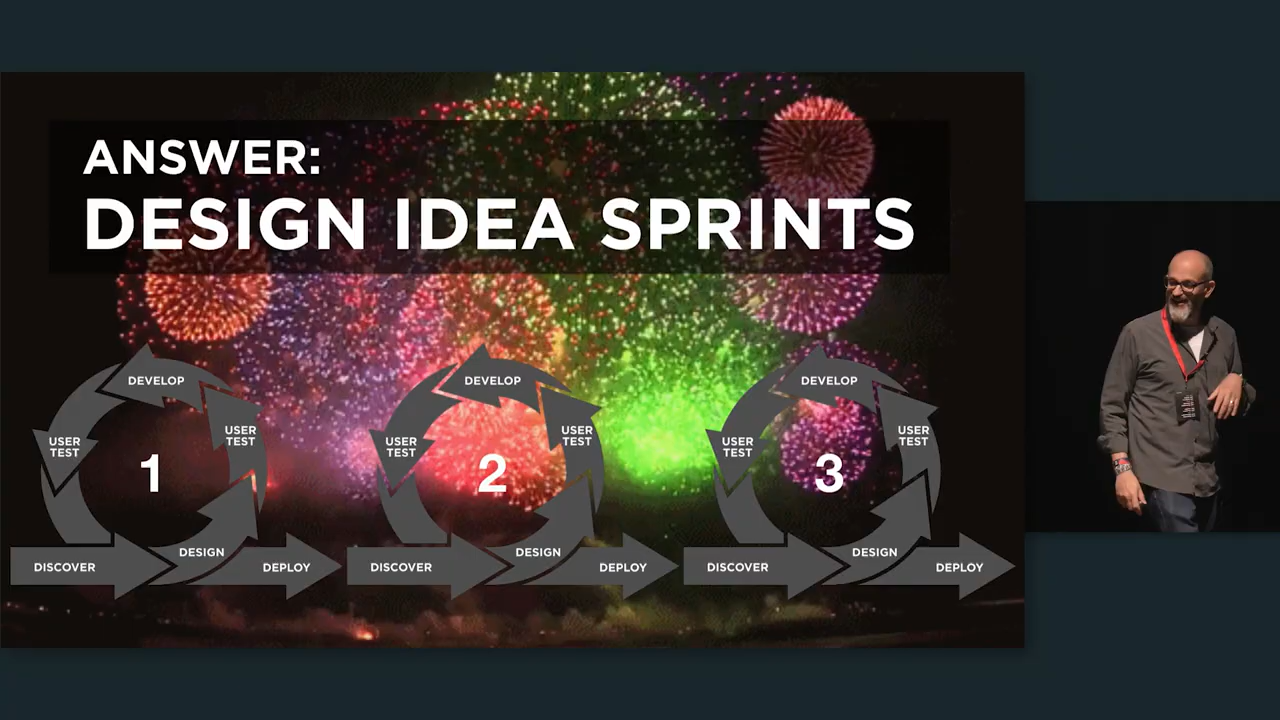 ANSWER:
DESIGN IDEA SPRINTS
DEVELOP
USER
TEST
USER
TEST
1
DISCOVER
DESIGN
DEPLOY
DEVELOP
USER
TEST
USER
TEST
2
DISCOVER
DESIGN
DEPLOY
DEVELOP
USER
TEST
USER
TEST
3
DISCOVER
DESIGN
DEPLOY